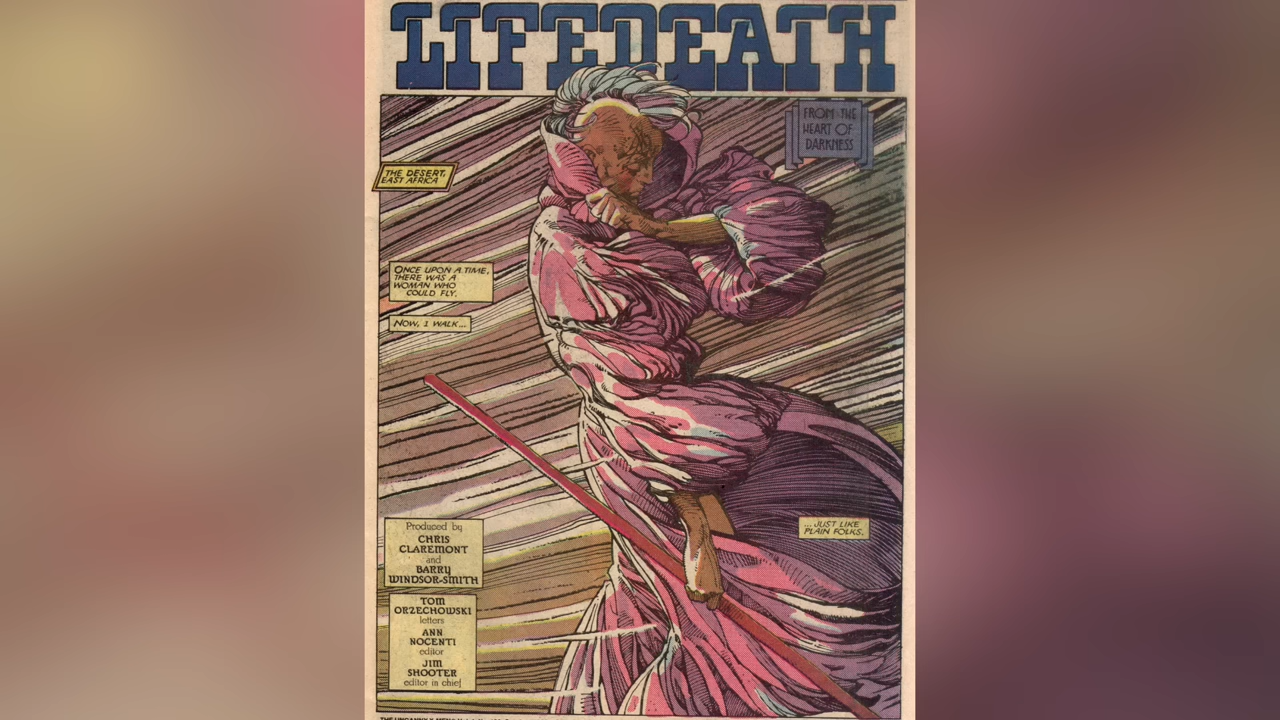 LIFEDEATH
FROM THE
HEART OF
DARKNESS
THE DESERT,
EAST AFRICA
ONCE UPON A TIME,
THERE WAS A
WOMAN WHO
COULD FLY.
NOW, I WALK...
...JUST LIKE
PLAIN FOLKS.
Produced by
CHRIS
CLAREMONT
and
BARRY
WINDSOR-SMITH
TOM
ORZECHOWSKI
letters
ANN
NOCENTI
editor
JIM
SHOOTER
editor in chief